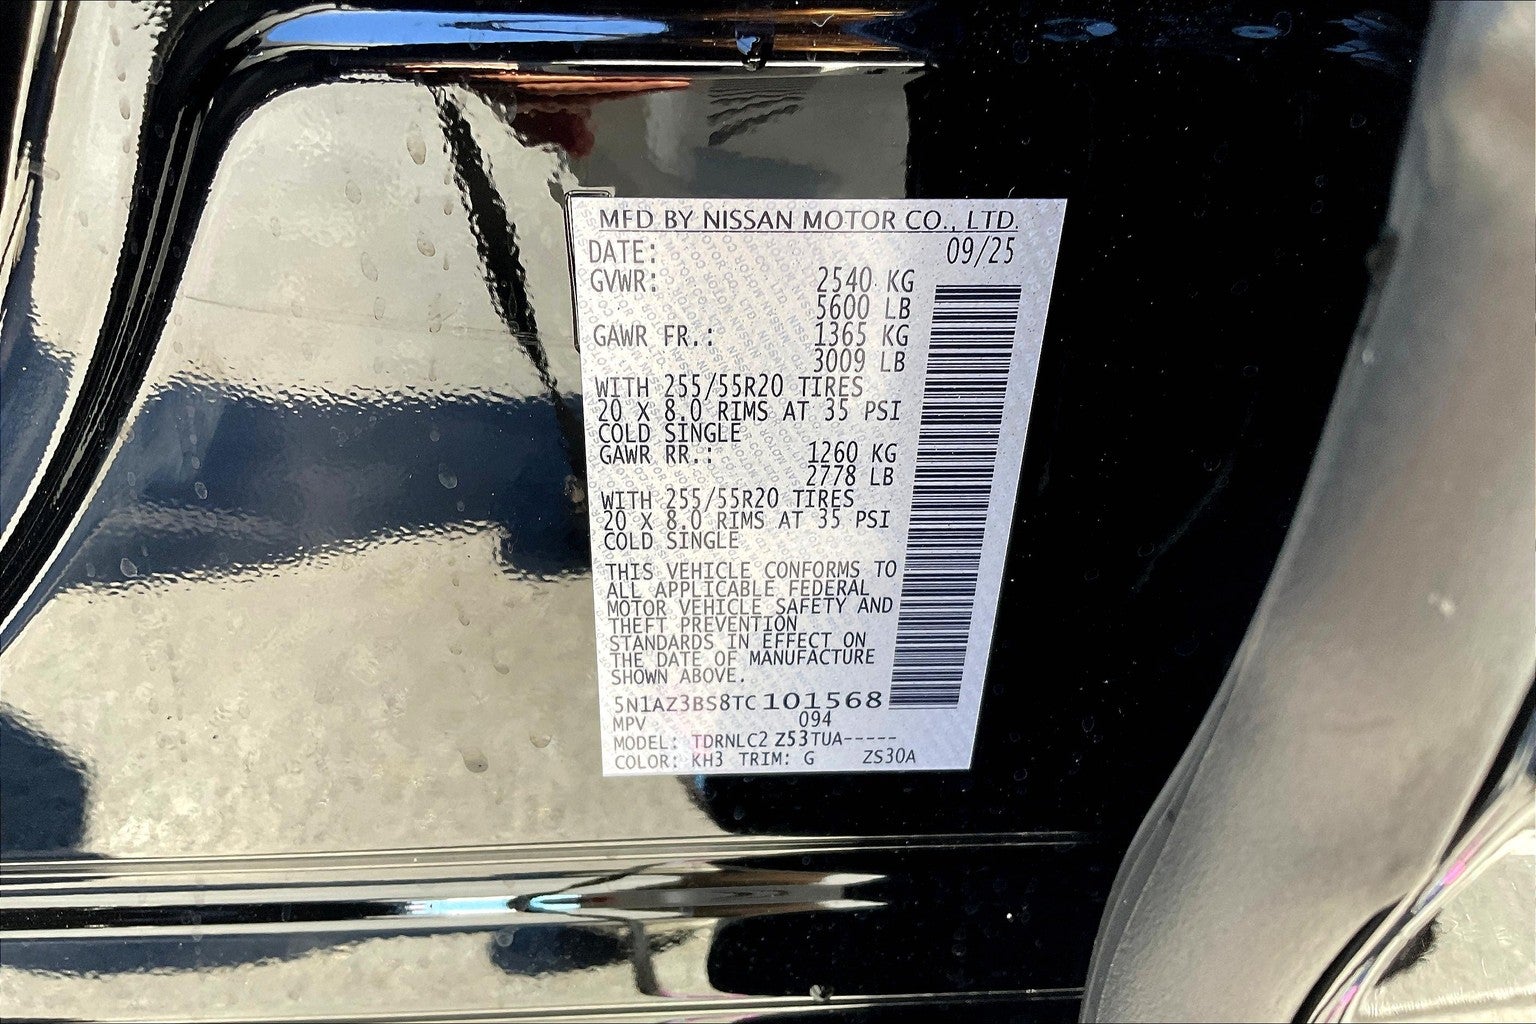 MFD BY NISSAN MOTOR CO., LTD.
DATE: 09/25
GVWR: 2540 KG
5600 LB
GAWR FR.: 1365 KG
3009 LB
WITH 255/55R20 TIRES
20 X 8.0 RIMS AT 35 PSI
COLD SINGLE
GAWR RR.: 1260 KG
2778 LB
WITH 255/55R20 TIRES
20 X 8.0 RIMS AT 35 PSI
COLD SINGLE
THIS VEHICLE CONFORMS TO
ALL APPLICABLE FEDERAL
MOTOR VEHICLE SAFETY AND
THEFT PREVENTION
STANDARDS IN EFFECT ON
THE DATE OF MANUFACTURE
SHOWN ABOVE.
5N1AZ3BS8TC101568
MPV 094
MODEL: TDRNLC2 Z53TUA-----
COLOR: KH3 TRIM: G ZS30A